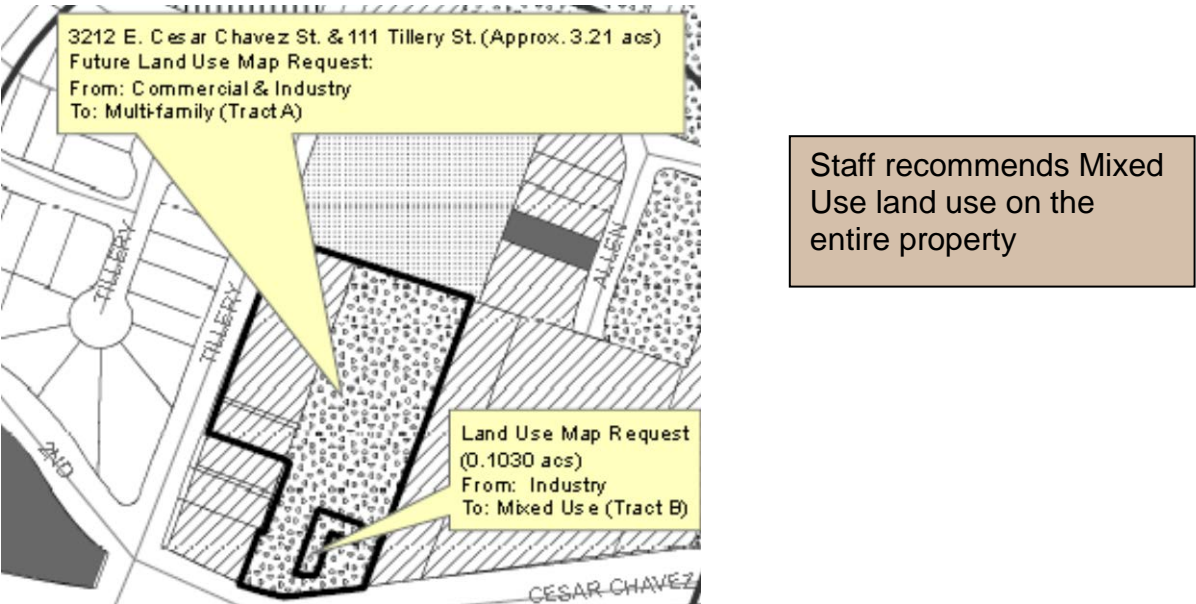 3212 E. Cesar Chavez St. & 111 Tillery St. (Approx. 3.21 acs)
Future Land Use Map Request:
From: Commercial & Industry
To: Multi-family (Tract A)
Staff recommends Mixed
Use land use on the
entire property
TILLERY
TILLERY
ALLEN
2ND
Land Use Map Request
(0.1030 acs)
From: Industry
To: Mixed Use (Tract B)
CESAR CHAVEZ